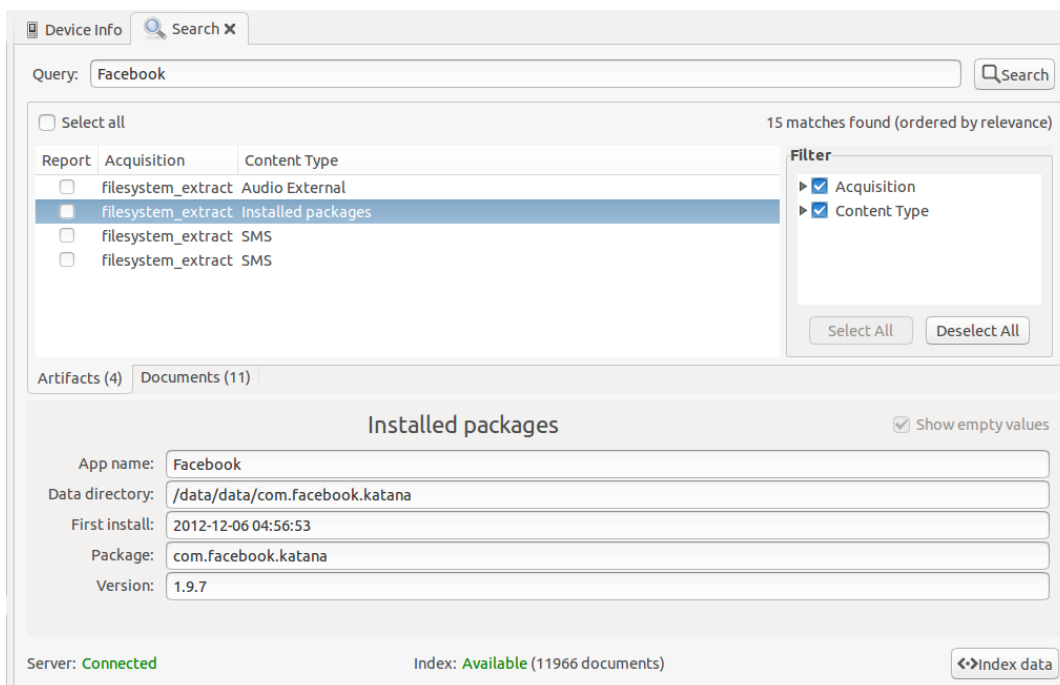 Device Info Search
Query: Facebook Search
Select all 15 matches found (ordered by relevance)
Report Acquisition Content Type
filesystem_extract Audio External
filesystem_extract Installed packages
filesystem_extract SMS
filesystem_extract SMS
Filter
Acquisition
Content Type
Select All Deselect All
Artifacts (4) Documents (11)
Installed packages Show empty values
App name: Facebook
Data directory: /data/data/com.facebook.katana
First install: 2012-12-06 04:56:53
Package: com.facebook.katana
Version: 1.9.7
Server: Connected Index: Available (11966 documents) Index data